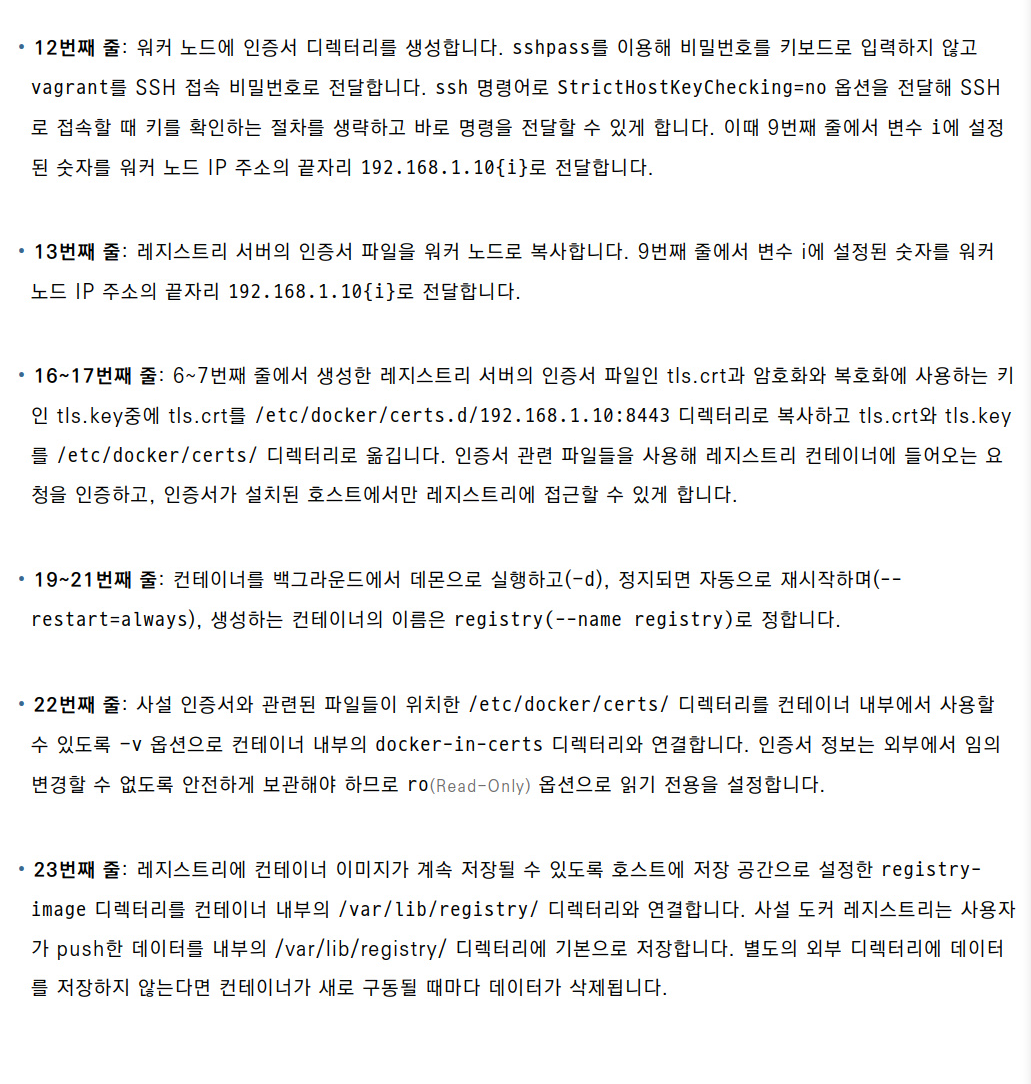 • 12번째 줄: 워커 노드에 인증서 디렉터리를 생성합니다. sshpass를 이용해 비밀번호를 키보드로 입력하지 않고
vagrant를 SSH 접속 비밀번호로 전달합니다. ssh 명령어로 StrictHostKeyChecking=no 옵션을 전달해 SSH
로 접속할 때 키를 확인하는 절차를 생략하고 바로 명령을 전달할 수 있게 합니다. 이때 9번째 줄에서 변수 i에 설정
된 숫자를 워커 노드 IP 주소의 끝자리 192.168.1.10{i}로 전달합니다.
• 13번째 줄: 레지스트리 서버의 인증서 파일을 워커 노드로 복사합니다. 9번째 줄에서 변수 i에 설정된 숫자를 워커
노드 IP 주소의 끝자리 192.168.1.10{i}로 전달합니다.
• 16~17번째 줄: 6~7번째 줄에서 생성한 레지스트리 서버의 인증서 파일인 tls.crt과 암호화와 복호화에 사용하는 키
인 tls.key중에 tls.crt를 /etc/docker/certs.d/192.168.1.10:8443 디렉터리로 복사하고 tls.crt와 tls.key
를 /etc/docker/certs/ 디렉터리로 옮깁니다. 인증서 관련 파일들을 사용해 레지스트리 컨테이너에 들어오는 요
청을 인증하고, 인증서가 설치된 호스트에서만 레지스트리에 접근할 수 있게 합니다.
• 19~21번째 줄: 컨테이너를 백그라운드에서 데몬으로 실행하고(-d), 정지되면 자동으로 재시작하며(--
restart=always), 생성하는 컨테이너의 이름은 registry(--name registry)로 정합니다.
• 22번째 줄: 사설 인증서와 관련된 파일들이 위치한 /etc/docker/certs/ 디렉터리를 컨테이너 내부에서 사용할
수 있도록 -v 옵션으로 컨테이너 내부의 docker-in-certs 디렉터리와 연결합니다. 인증서 정보는 외부에서 임의
변경할 수 없도록 안전하게 보관해야 하므로 ro(Read-Only) 옵션으로 읽기 전용을 설정합니다.
• 23번째 줄: 레지스트리에 컨테이너 이미지가 계속 저장될 수 있도록 호스트에 저장 공간으로 설정한 registry-
image 디렉터리를 컨테이너 내부의 /var/lib/registry/ 디렉터리와 연결합니다. 사설 도커 레지스트리는 사용자
가 push한 데이터를 내부의 /var/lib/registry/ 디렉터리에 기본으로 저장합니다. 별도의 외부 디렉터리에 데이터
를 저장하지 않는다면 컨테이너가 새로 구동될 때마다 데이터가 삭제됩니다.